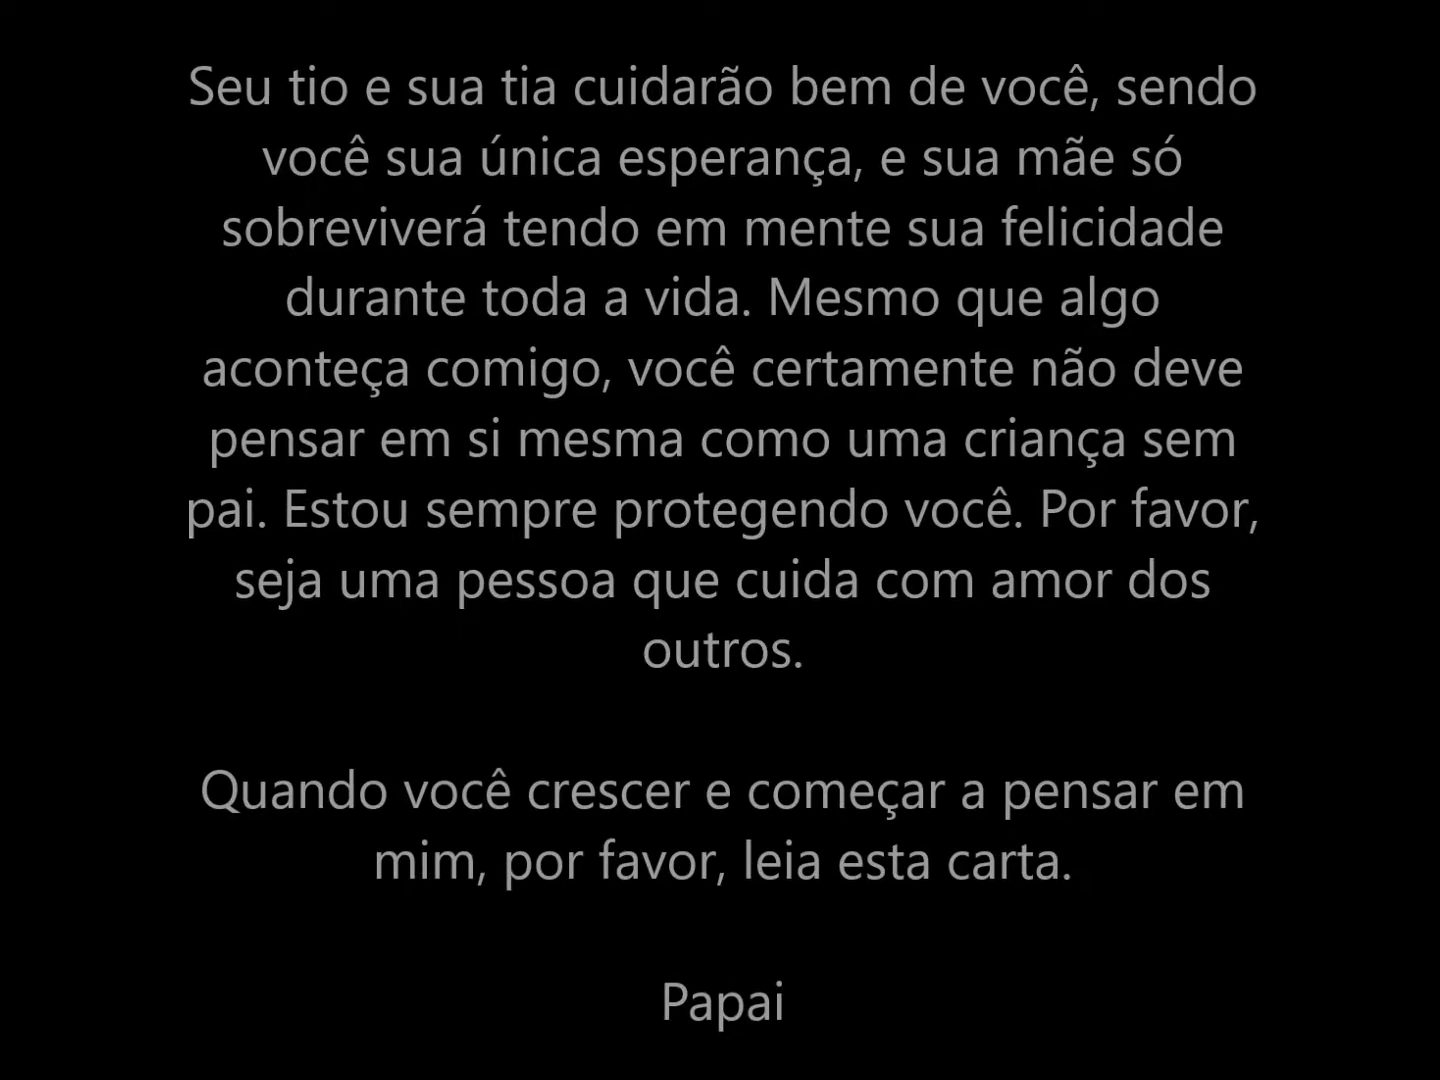 Seu tio e sua tia cuidarão bem de você, sendo
você sua única esperança, e sua mãe só
sobreviverá tendo em mente sua felicidade
durante toda a vida. Mesmo que algo
aconteça comigo, você certamente não deve
pensar em si mesma como uma criança sem
pai. Estou sempre protegendo você. Por favor,
seja uma pessoa que cuida com amor dos
outros.
Quando você crescer e começar a pensar em
mim, por favor, leia esta carta.
Papai